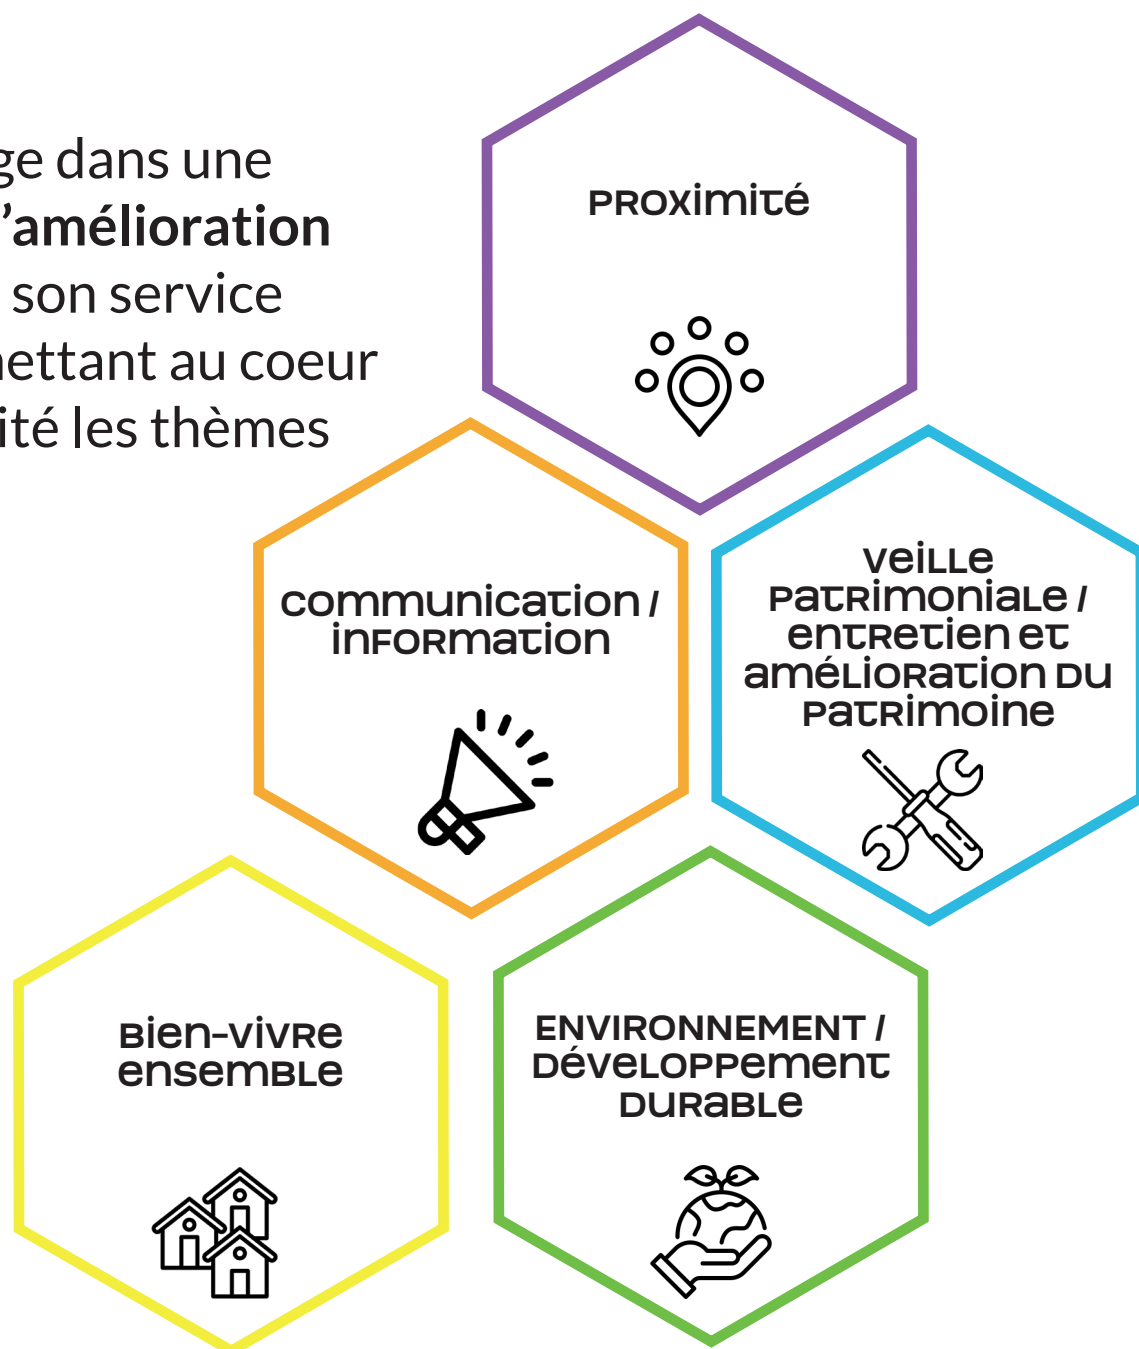 ge dans une
'amélioration
son service
nettant au coeur
ité les thèmes
PROXimité
communication /
information
veille
Patrimoniale /
entretien et
amélioration du
Patrimoine
Bien-vivre
ensemble
ENVIRONNEMENT /
Développement
Durable